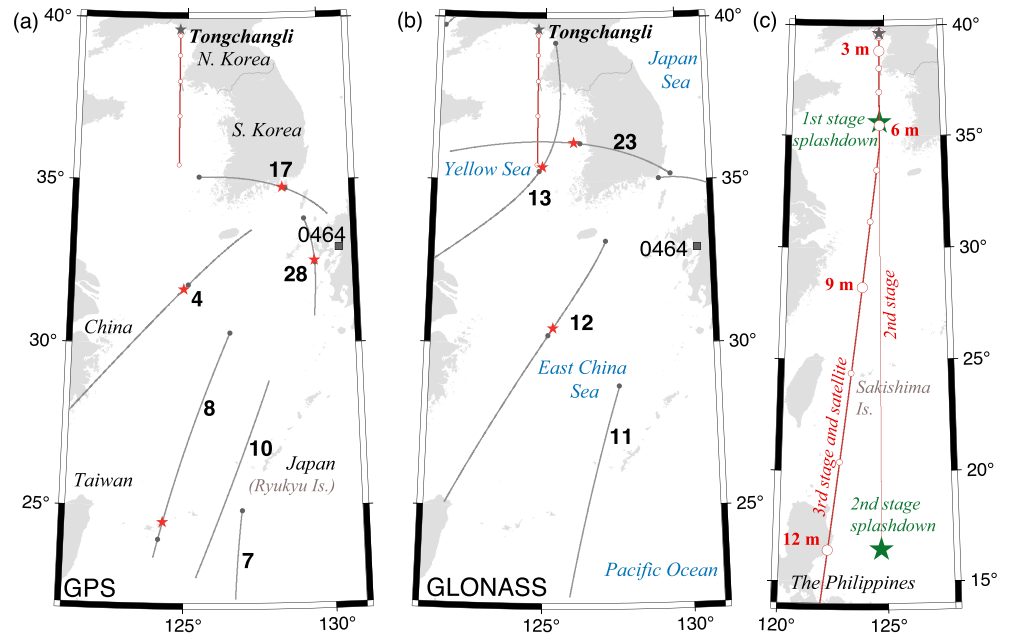 (a)
40°
Tongchangli
N. Korea
S. Korea
17
35°
0464
28
4
China
30°
8
10
Japan
(Ryukyu Is.)
Taiwan
25°
7
GPS
125°
130°
(b)
40°
Tongchangli
Japan
Sea
23
Yellow Sea
35°
13
0464
12
30°
East China
Sea
11
25°
Pacific Ocean
GLONASS
125°
130°
(c)
40°
3 m
1st stage
splashdown
6 m
35°
30°
9 m
2nd stage
25°
Sakishima
Is.
3rd stage and satellite
20°
2nd stage
splashdown
12 m
The Philippines
15°
120°
125°